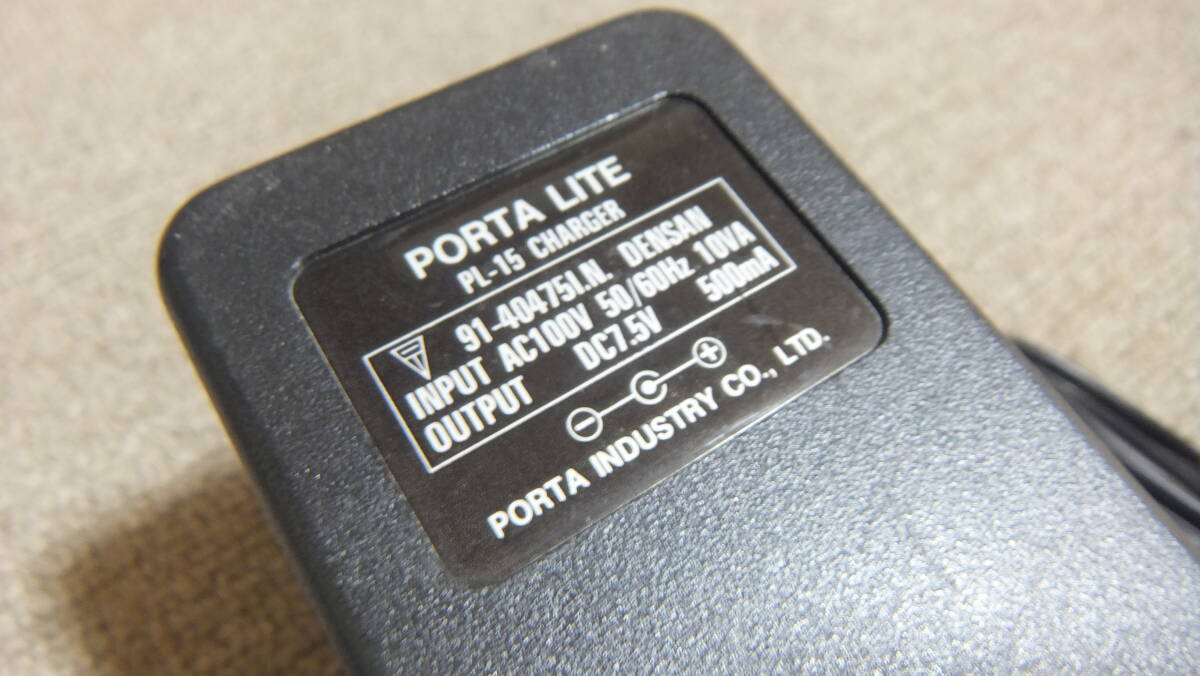 PORTA LITE
PL-15 CHARGER
91-40475I.N. DENSAN
INPUT AC100V 50/60Hz 10VA
OUTPUT DC7.5V 500mA
PORTA INDUSTRY CO., LTD.